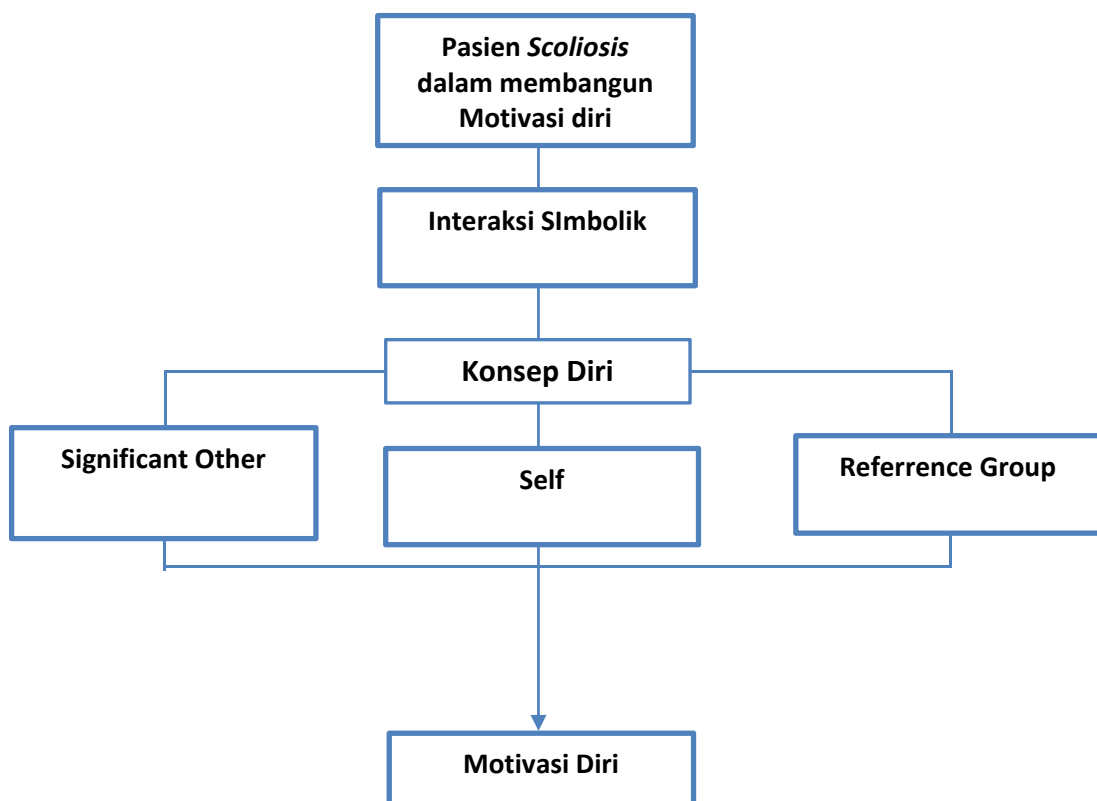 Pasien Scoliosis
dalam membangun
Motivasi diri
Interaksi SImbolik
Konsep Diri
Significant Other
Self
Referrence Group
Motivasi Diri